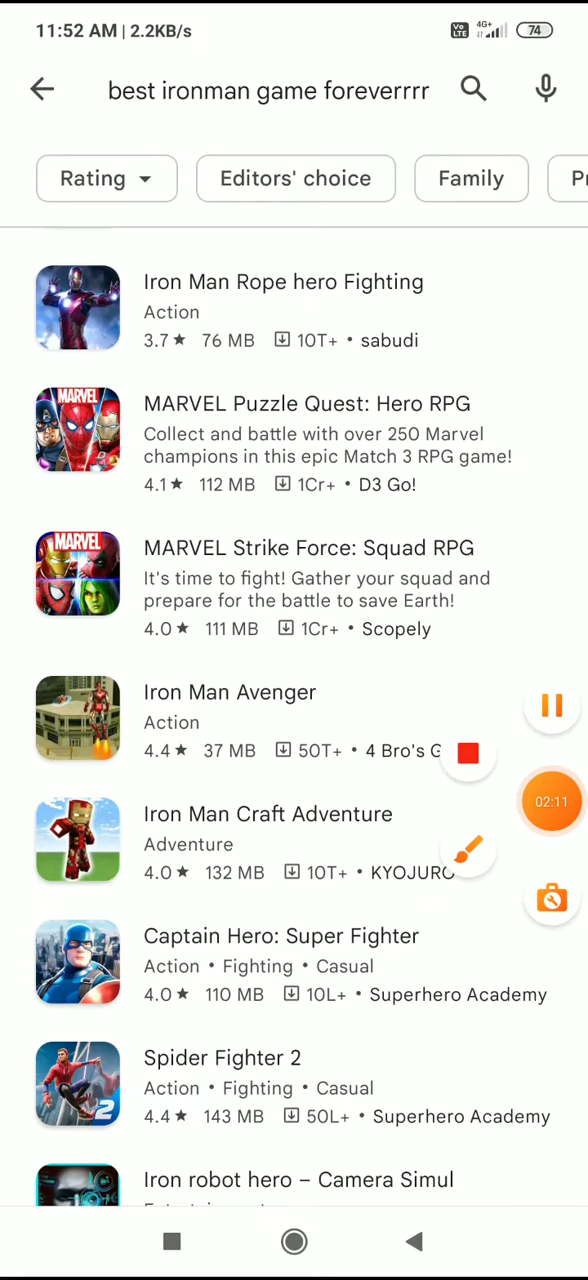 11:52 AM | 2.2KB/s
Vo LTE
4G+
74
best ironman game foreverrrr
Rating
Editors' choice
Family
Pr
Iron Man Rope hero Fighting
Action
3.7★ 76 MB 10T+ • sabudi
MARVEL
MARVEL Puzzle Quest: Hero RPG
Collect and battle with over 250 Marvel
champions in this epic Match 3 RPG game!
4.1★ 112 MB 1Cr+ • D3 Go!
MARVEL
MARVEL Strike Force: Squad RPG
It's time to fight! Gather your squad and
prepare for the battle to save Earth!
4.0★ 111 MB 1Cr+ • Scopely
Iron Man Avenger
Action
4.4★ 37 MB 50T+ • 4 Bro's G
02:11
Iron Man Craft Adventure
Adventure
4.0★ 132 MB 10T+ • KYOJURO
Captain Hero: Super Fighter
Action • Fighting • Casual
4.0★ 110 MB 10L+ • Superhero Academy
2
Spider Fighter 2
Action • Fighting • Casual
4.4★ 143 MB 50L+ • Superhero Academy
Iron robot hero – Camera Simul